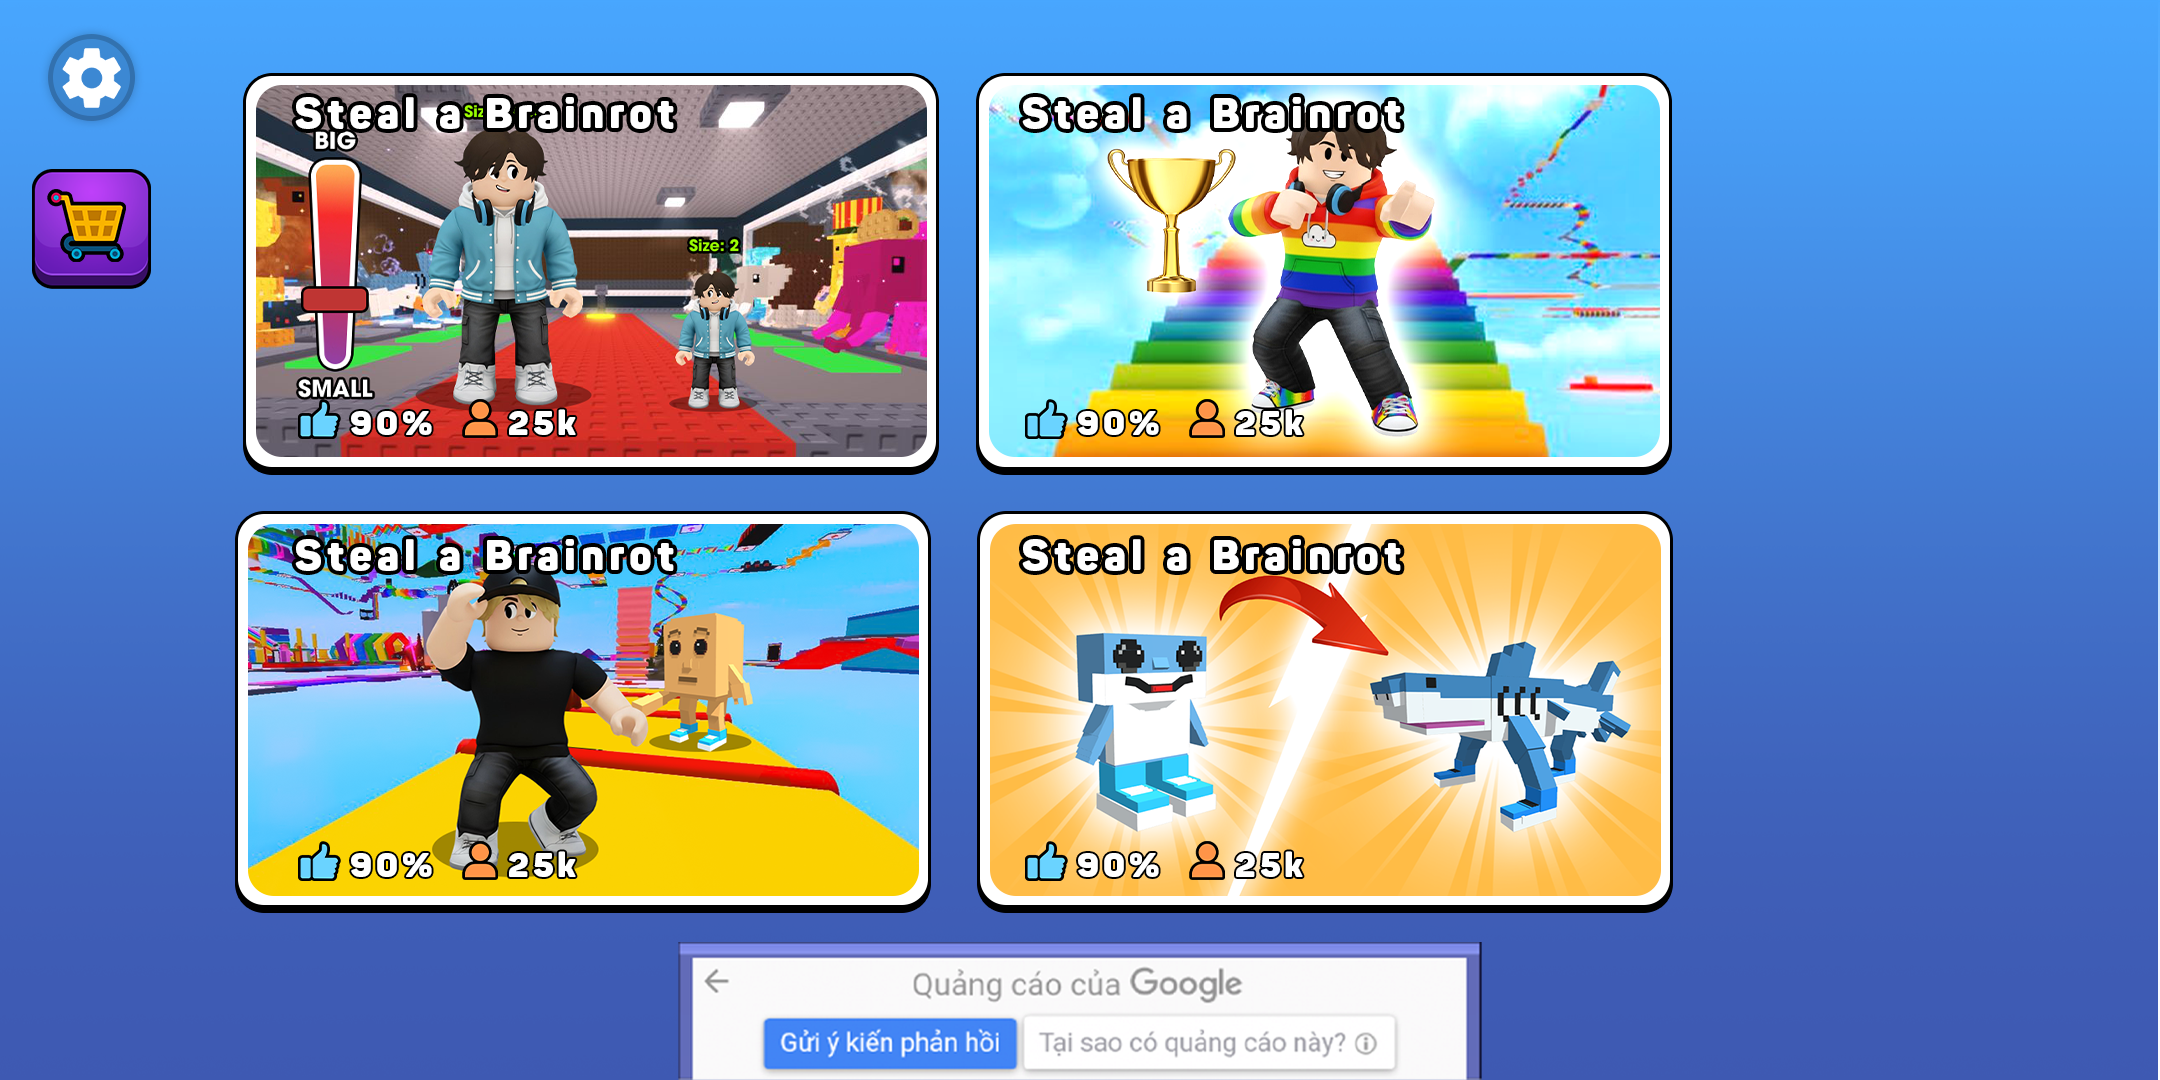 Steal a Brainrot
Siz
BIG
Size: 2
SMALL
90% 25k
Steal a Brainrot
90% 25k
Steal a Brainrot
90% 25k
Steal a Brainrot
90% 25k
Quảng cáo của Google
Gửi ý kiến phản hồi
Tại sao có quảng cáo này?